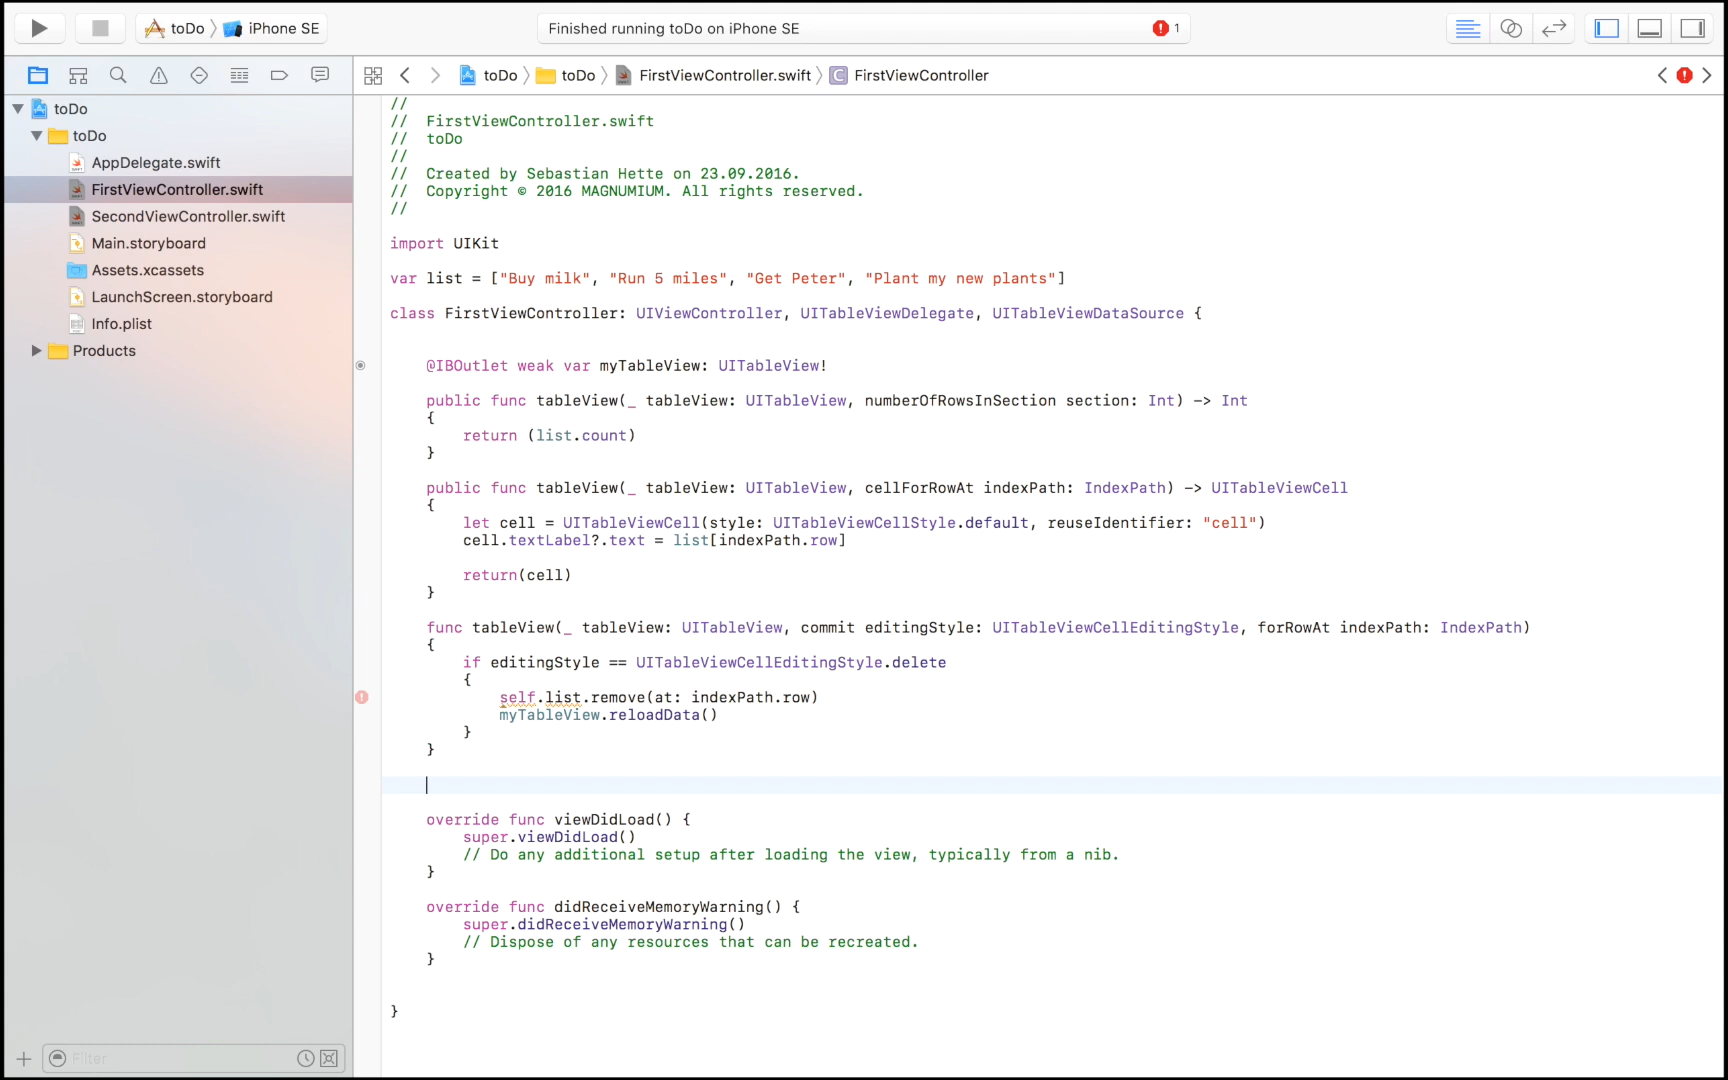 toDo iPhone SE
Finished running toDo on iPhone SE
1
toDo toDo FirstViewController.swift C FirstViewController
toDo
toDo
AppDelegate.swift
FirstViewController.swift
SecondViewController.swift
Main.storyboard
Assets.xcassets
LaunchScreen.storyboard
Info.plist
Products
Filter
//
// FirstViewController.swift
// toDo
//
// Created by Sebastian Hette on 23.09.2016.
// Copyright © 2016 MAGNUMIUM. All rights reserved.
//
import UIKit
var list = ["Buy milk", "Run 5 miles", "Get Peter", "Plant my new plants"]
class FirstViewController: UIViewController, UITableViewDelegate, UITableViewDataSource {
@IBOutlet weak var myTableView: UITableView!
public func tableView(_ tableView: UITableView, numberOfRowsInSection section: Int) -> Int
{
return (list.count)
}
public func tableView(_ tableView: UITableView, cellForRowAt indexPath: IndexPath) -> UITableViewCell
{
let cell = UITableViewCell(style: UITableViewCellStyle.default, reuseIdentifier: "cell")
cell.textLabel?.text = list[indexPath.row]
return(cell)
}
func tableView(_ tableView: UITableView, commit editingStyle: UITableViewCellEditingStyle, forRowAt indexPath: IndexPath)
{
if editingStyle == UITableViewCellEditingStyle.delete
{
self.list.remove(at: indexPath.row)
myTableView.reloadData()
}
}
override func viewDidLoad() {
super.viewDidLoad()
// Do any additional setup after loading the view, typically from a nib.
}
override func didReceiveMemoryWarning() {
super.didReceiveMemoryWarning()
// Dispose of any resources that can be recreated.
}
}